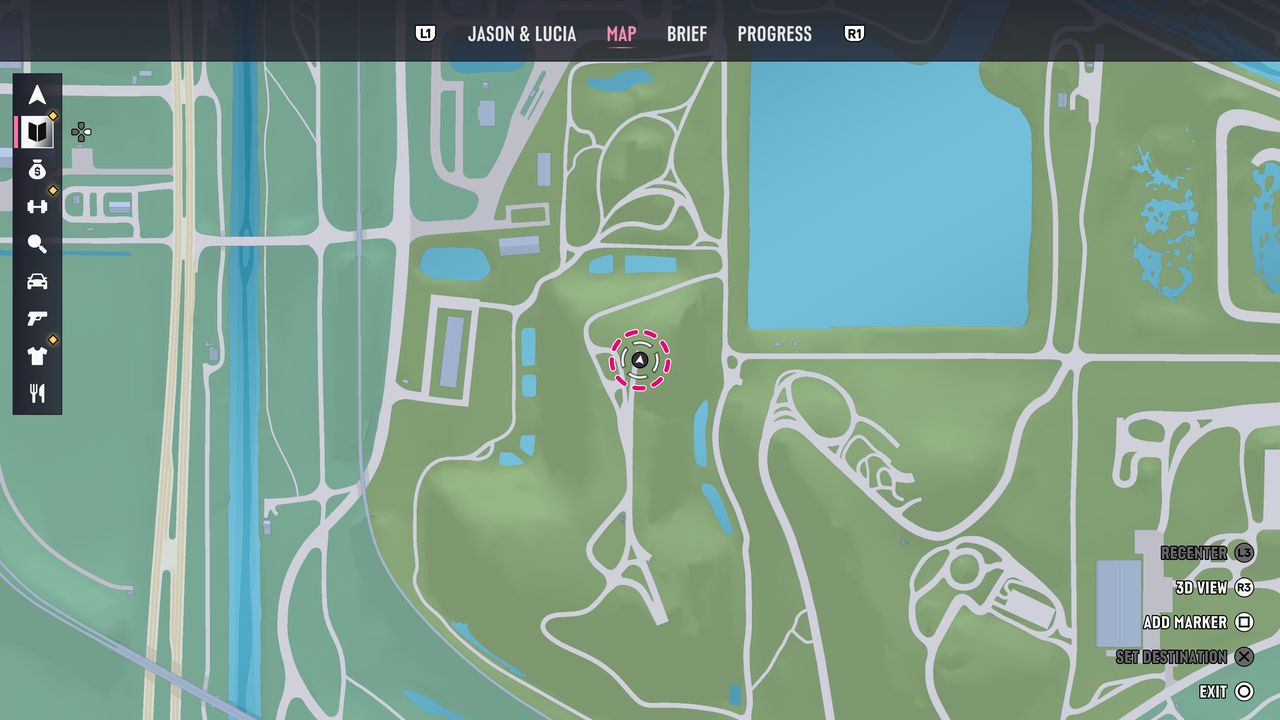 L1 JASON & LUCIA MAP BRIEF PROGRESS R1
$
RECENTER L3
3D VIEW R3
ADD MARKER
SET DESTINATION
EXIT